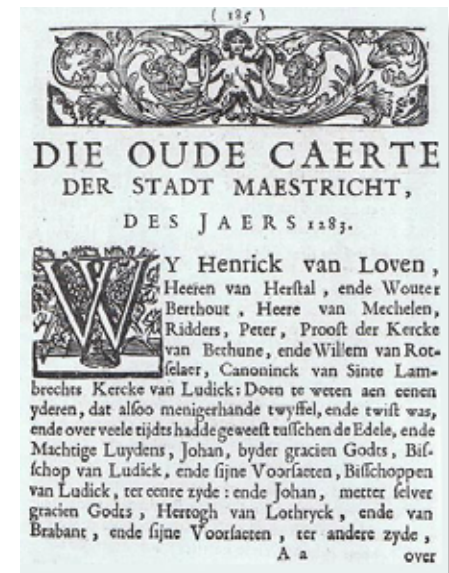 ( 185 )
DIE OUDE CAERTE
DER STADT MAESTRICHT,
DES JAERS 1283.
WY Henrick van Loven,
Heeren van Herstal, ende Wouter
Berthout, Heere van Mechelen,
Ridders, Peter, Proost der Kercke
van Bethune, ende Willem van Rot-
selaer, Canoninck van Sinte Lam-
brechts Kercke van Ludick: Doen te weten aen eenen
yderen, dat alsoo menigerhande twyffel, ende twist was,
ende over veele tijdts hadde geweest tusschen de Edele, ende
Machtige Luydens, Johan, byder gracien Godts, Bis-
schop van Ludick, ende sijne Voorsaeten, Bisschoppen
van Ludick, ter eenre zyde: ende Johan, metter selver
gracien Godts, Hertogh van Lothryck, ende van
Brabant, ende sijne Voorsaeten, ter andere zyde,
A a over